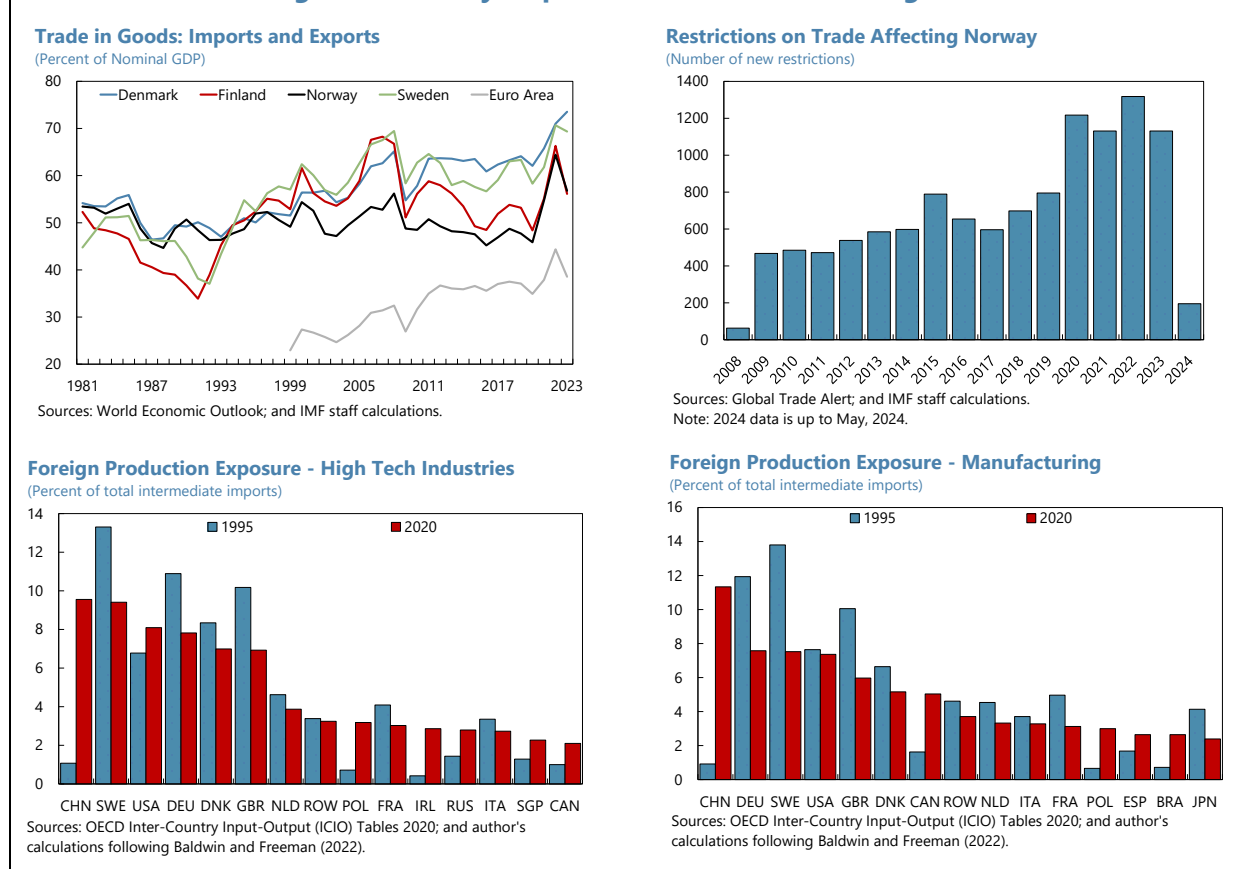 Trade in Goods: Imports and Exports
(Percent of Nominal GDP)
80
70
60
50
40
30
20
Denmark Finland Norway Sweden Euro Area
1981 1987 1993 1999 2005 2011 2017 2023
Sources: World Economic Outlook; and IMF staff calculations.
Restrictions on Trade Affecting Norway
(Number of new restrictions)
1400
1200
1000
800
600
400
200
0
2008 2009 2010 2011 2012 2013 2014 2015 2016 2017 2018 2019 2020 2021 2022 2023 2024
Sources: Global Trade Alert; and IMF staff calculations.
Note: 2024 data is up to May, 2024.
Foreign Production Exposure - High Tech Industries
(Percent of total intermediate imports)
14
12
10
8
6
4
2
0
1995 2020
CHN SWE USA DEU DNK GBR NLD ROW POL FRA IRL RUS ITA SGP CAN
Sources: OECD Inter-Country Input-Output (ICIO) Tables 2020; and author's
calculations following Baldwin and Freeman (2022).
Foreign Production Exposure - Manufacturing
(Percent of total intermediate imports)
16
14
12
10
8
6
4
2
0
1995 2020
CHN DEU SWE USA GBR DNK CAN ROW NLD ITA FRA POL ESP BRA JPN
Sources: OECD Inter-Country Input-Output (ICIO) Tables 2020; and author's
calculations following Baldwin and Freeman (2022).